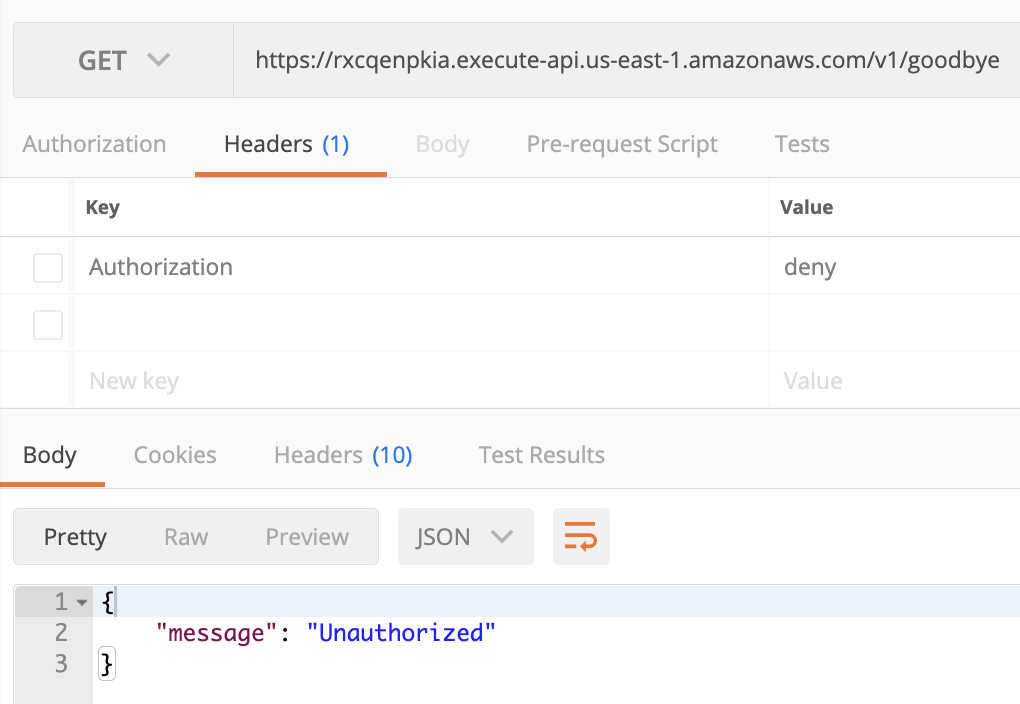 GET https://rxcqenpkia.execute-api.us-east-1.amazonaws.com/v1/goodbye
Authorization Headers (1) Body Pre-request Script Tests
Key Value
Authorization deny
New key Value
Body Cookies Headers (10) Test Results
Pretty Raw Preview JSON
1 {
2 "message": "Unauthorized"
3 }